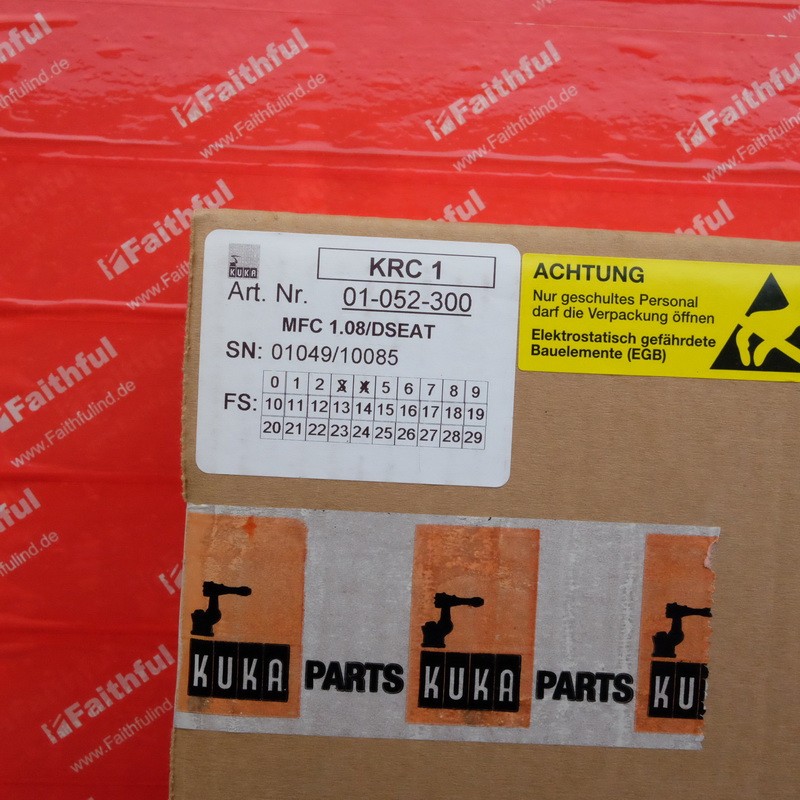 Faithful
www.Faithfulind.de
Faithful
www.Faithfulind.de
Faithful
www.Faithfulind.de
Faithful
KUKA
KRC 1
Art. Nr. 01-052-300
MFC 1.08/DSEAT
SN: 01049/10085
FS:
0 1 2 5 6 7 8 9
10 11 12 13 14 15 16 17 18 19
20 21 22 23 24 25 26 27 28 29
ACHTUNG
Nur geschultes Personal
darf die Verpackung öffnen
Elektrostatisch gefährdete
Bauelemente (EGB)
KUKA PARTS KUKA PARTS KU
Faithful
www.Faithfulind.de